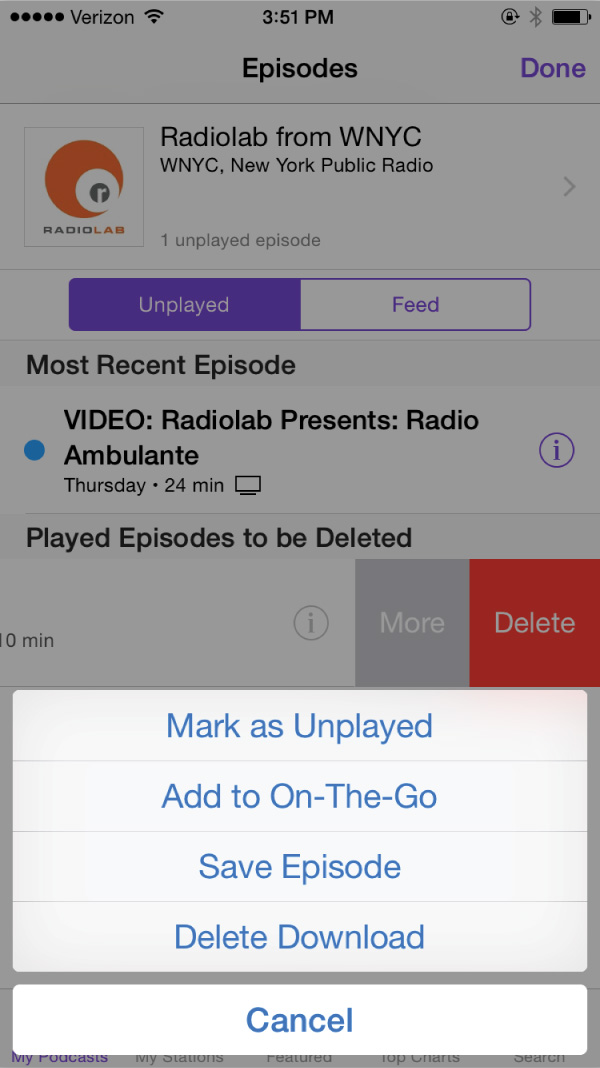 Verizon 3:51 PM
Episodes Done
Radiolab from WNYC
WNYC, New York Public Radio
r
RADIOLAB
1 unplayed episode
Unplayed Feed
Most Recent Episode
VIDEO: Radiolab Presents: Radio
Ambulante
i
Thursday • 24 min
Played Episodes to be Deleted
i More Delete
10 min
Mark as Unplayed
Add to On-The-Go
Save Episode
Delete Download
Cancel
My Podcasts My Stations Featured Top Charts Search